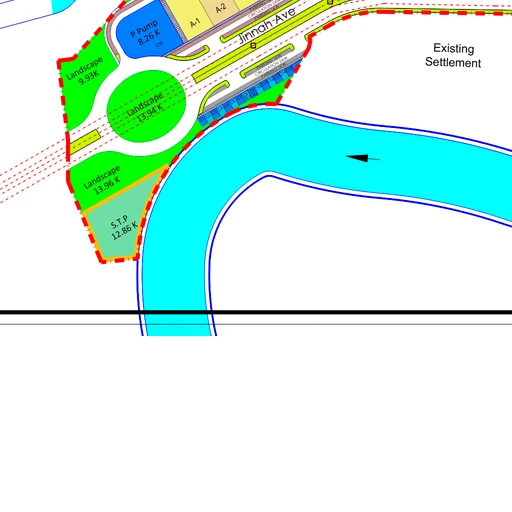 P Pump
8.26 K
A-1
A-2
Jinnah Ave
Existing
Settlement
Landscape
9.93K
Landscape
13.94 K
Landscape
13.96 K
S.T.P
12.86 K